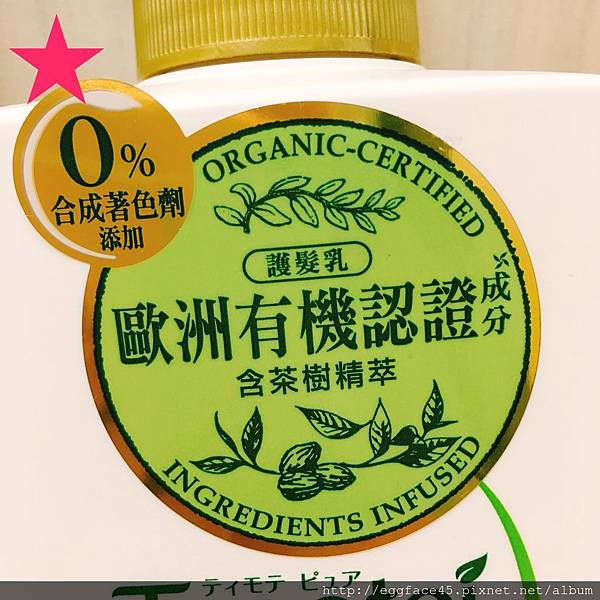 0%
合成著色劑
添加
ORGANIC-CERTIFIED
護髮乳
歐洲有機認證成分
含茶樹精萃
INGREDIENTS INFUSED
ティモテ ピュア
http://eggface45.pixnet.net/album